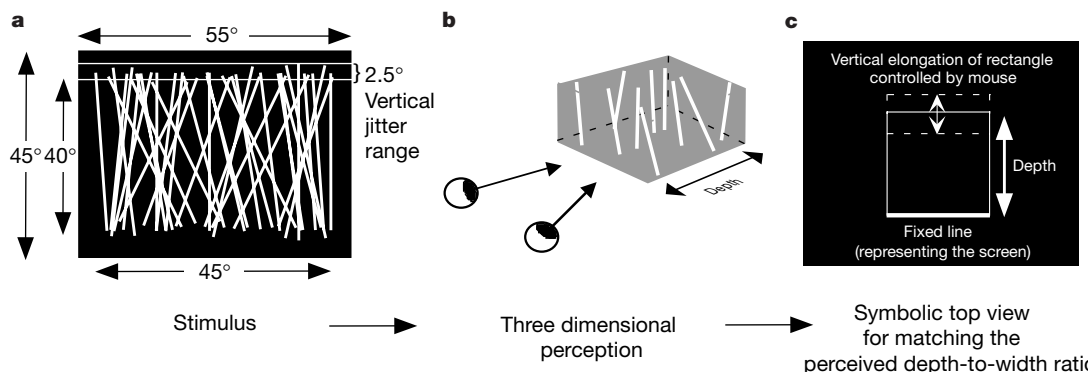 a
55°
2.5°
Vertical
jitter
range
45°
40°
45°
Stimulus
b
Depth
Three dimensional
perception
c
Vertical elongation of rectangle
controlled by mouse
Depth
Fixed line
(representing the screen)
Symbolic top view
for matching the
perceived depth-to-width ratio